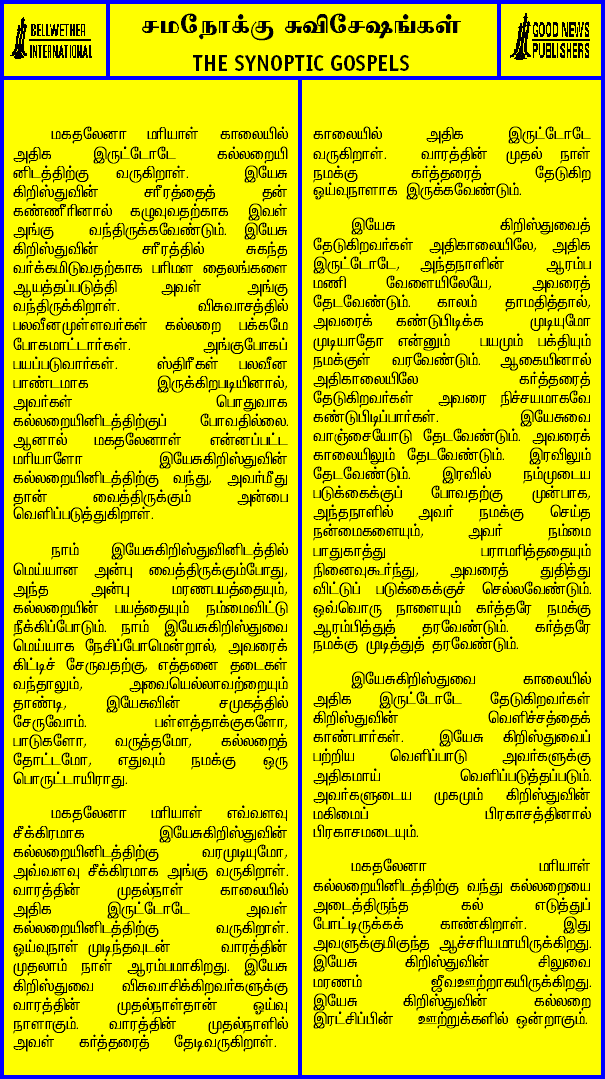 BELLWETHER
INTERNATIONAL
சமநோக்கு சுவிசேஷங்கள்
THE SYNOPTIC GOSPELS
GOOD NEWS
PUBLISHERS
மகதலேனா மரியாள் காலையில்
அதிக இருட்டோடே கல்லறையி
னிடத்திற்கு வருகிறாள். இயேசு
கிறிஸ்துவின் சரீரத்தைத் தன்
கண்ணீரினால் கழுவுவதற்காக இவள்
அங்கு வந்திருக்கவேண்டும். இயேசு
கிறிஸ்துவின் சரீரத்தில் சுகந்த
வர்க்கமிடுவதற்காக பரிமள தைலங்களை
ஆயத்தப்படுத்தி அவள் அங்கு
வந்திருக்கிறாள். விசுவாசத்தில்
பலவீனமுள்ளவர்கள் கல்லறை பக்கமே
போகமாட்டார்கள். அங்குபோகப்
பயப்படுவார்கள். ஸ்திரீகள் பலவீன
பாண்டமாக இருக்கிறபடியினால்,
அவர்கள் பொதுவாக
கல்லறையினிடத்திற்குப் போவதில்லை.
ஆனால் மகதலேனாள் என்னப்பட்ட
மரியாளோ இயேசுகிறிஸ்துவின்
கல்லறையினிடத்திற்கு வந்து, அவர்மீது
தான் வைத்திருக்கும் அன்பை
வெளிப்படுத்துகிறாள்.
நாம் இயேசுகிறிஸ்துவினிடத்தில்
மெய்யான அன்பு வைத்திருக்கும்போது,
அந்த அன்பு மரணபயத்தையும்,
கல்லறையின் பயத்தையும் நம்மைவிட்டு
நீக்கிப்போடும். நாம் இயேசுகிறிஸ்துவை
மெய்யாக நேசிப்போமென்றால், அவரைக்
கிட்டிச் சேருவதற்கு, எத்தனை தடைகள்
வந்தாலும், அவையெல்லாவற்றையும்
தாண்டி, இயேசுவின் சமுகத்தில்
சேருவோம். பள்ளத்தாக்குகளோ,
பாடுகளோ, வருத்தமோ, கல்லறைத்
தோட்டமோ, எதுவும் நமக்கு ஒரு
பொருட்டாயிராது.
மகதலேனா மரியாள் எவ்வளவு
சீக்கிரமாக இயேசுகிறிஸ்துவின்
கல்லறையினிடத்திற்கு வரமுடியுமோ,
அவ்வளவு சீக்கிரமாக அங்கு வருகிறாள்.
வாரத்தின் முதல்நாள் காலையில்
அதிக இருட்டோடே அவள்
கல்லறையினிடத்திற்கு வருகிறாள்.
ஓய்வுநாள் முடிந்தவுடன் வாரத்தின்
முதலாம் நாள் ஆரம்பமாகிறது. இயேசு
கிறிஸ்துவை விசுவாசிக்கிறவர்களுக்கு
வாரத்தின் முதல்நாள்தான் ஓய்வு
நாளாகும். வாரத்தின் முதல்நாளில்
அவள் கர்த்தரைத் தேடிவருகிறாள்.
காலையில் அதிக இருட்டோடே
வருகிறாள். வாரத்தின் முதல் நாள்
நமக்கு கர்த்தரைத் தேடுகிற
ஓய்வுநாளாக இருக்கவேண்டும்.
இயேசு கிறிஸ்துவைத்
தேடுகிறவர்கள் அதிகாலையிலே, அதிக
இருட்டோடே, அந்தநாளின் ஆரம்ப
மணி வேளையிலேயே, அவரைத்
தேடவேண்டும். காலம் தாமதித்தால்,
அவரைக் கண்டுபிடிக்க முடியுமோ
முடியாதோ என்னும் பயமும் பக்தியும்
நமக்குள் வரவேண்டும். ஆகையினால்
அதிகாலையிலே கர்த்தரைத்
தேடுகிறவர்கள் அவரை நிச்சயமாகவே
கண்டுபிடிப்பார்கள். இயேசுவை
வாஞ்சையோடு தேடவேண்டும். அவரைக்
காலையிலும் தேடவேண்டும். இரவிலும்
தேடவேண்டும். இரவில் நம்முடைய
படுக்கைக்குப் போவதற்கு முன்பாக,
அந்தநாளில் அவர் நமக்கு செய்த
நன்மைகளையும், அவர் நம்மை
பாதுகாத்து பராமரித்ததையும்
நினைவுகூர்ந்து, அவரைத் துதித்து
விட்டுப் படுக்கைக்குச் செல்லவேண்டும்.
ஒவ்வொரு நாளையும் கர்த்தரே நமக்கு
ஆரம்பித்துத் தரவேண்டும். கர்த்தரே
நமக்கு முடித்துத் தரவேண்டும்.
இயேசுகிறிஸ்துவை காலையில்
அதிக இருட்டோடே தேடுகிறவர்கள்
கிறிஸ்துவின் வெளிச்சத்தைக்
காண்பார்கள். இயேசு கிறிஸ்துவைப்
பற்றிய வெளிப்பாடு அவர்களுக்கு
அதிகமாய் வெளிப்படுத்தப்படும்.
அவர்களுடைய முகமும் கிறிஸ்துவின்
மகிமைப் பிரகாசத்தினால்
பிரகாசமடையும்.
மகதலேனா மரியாள்
கல்லறையினிடத்திற்கு வந்து கல்லறையை
அடைத்திருந்த கல் எடுத்துப்
போட்டிருக்கக் காண்கிறாள். இது
அவளுக்குமிகுந்த ஆச்சரியமாயிருக்கிறது.
இயேசு கிறிஸ்துவின் சிலுவை
மரணம் ஜீவஊற்றாகயிருக்கிறது.
இயேசு கிறிஸ்துவின் கல்லறை
இரட்சிப்பின் ஊற்றுக்களில் ஒன்றாகும்.